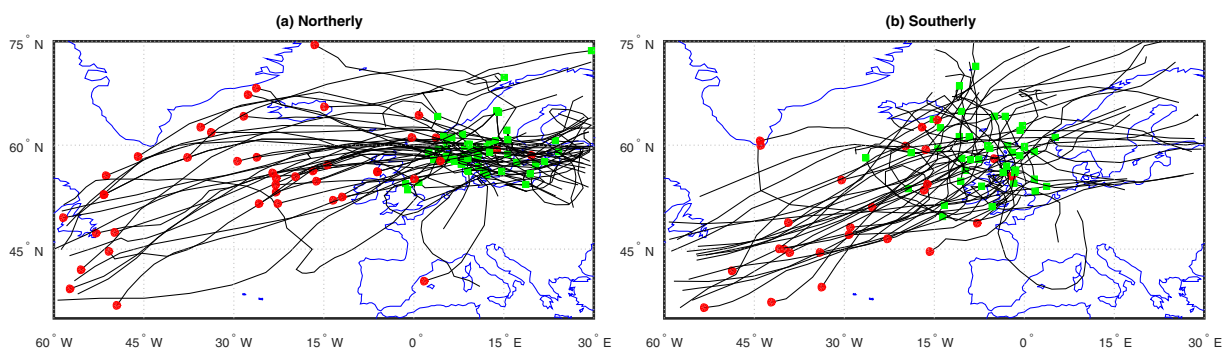 (a) Northerly
(b) Southerly
75° N
60° N
45° N
60° W
45° W
30° W
15° W
0°
15° E
30° E
75° N
60° N
45° N
60° W
45° W
30° W
15° W
0°
15° E
30° E